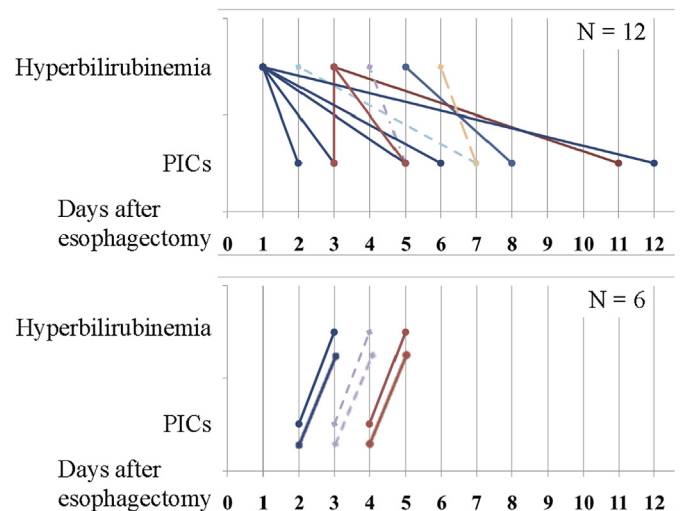 N = 12
Hyperbilirubinemia
PICs
Days after
esophagectomy
0 1 2 3 4 5 6 7 8 9 10 11 12
N = 6
Hyperbilirubinemia
PICs
Days after
esophagectomy
0 1 2 3 4 5 6 7 8 9 10 11 12